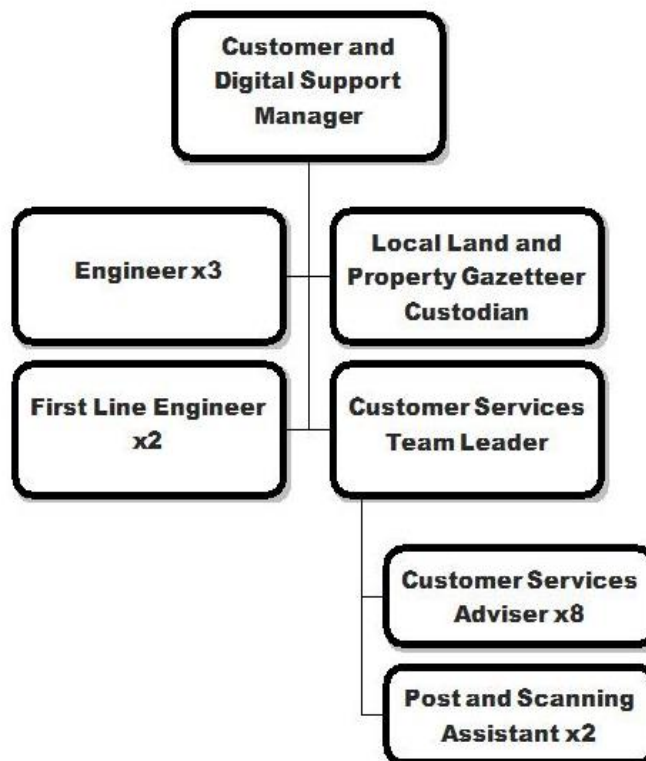 Customer and
Digital Support
Manager
Engineer x3
Local Land and
Property Gazetteer
Custodian
First Line Engineer
x2
Customer Services
Team Leader
Customer Services
Adviser x8
Post and Scanning
Assistant x2